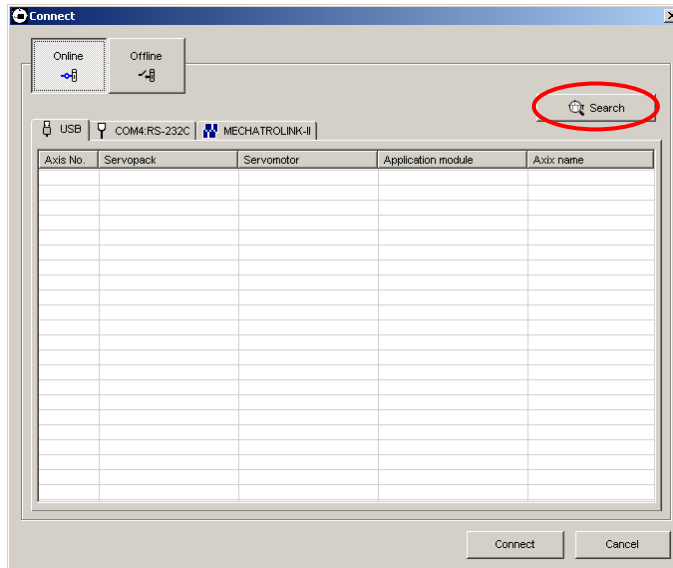 Connect
Online Offline
Search
USB COM4:RS-232C MECHATROLINK-II
Axis No. Servopack Servomotor Application module Axix name
Connect Cancel